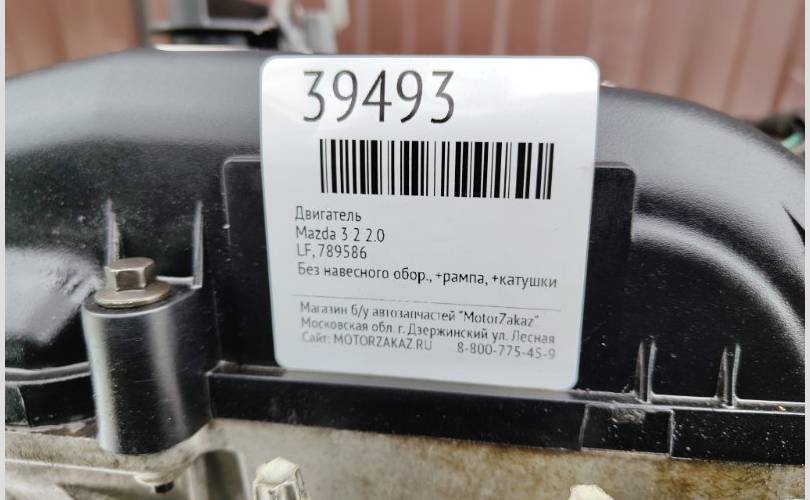 39493
Двигатель
Mazda 3 2 2.0
LF, 789586
Без навесного обор., +рампа, +катушки
Магазин б/у автозапчастей "MotorZakaz"
Московская обл. г. Дзержинский ул. Лесная
Сайт: MOTORZAKAZ.RU 8-800-775-45-9